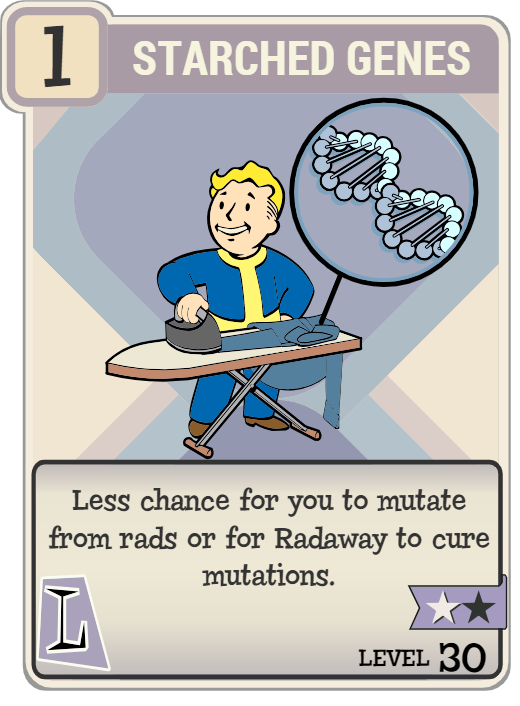 1
STARCHED GENES
Less chance for you to mutate
from rads or for Radaway to cure
mutations.
L
LEVEL 30